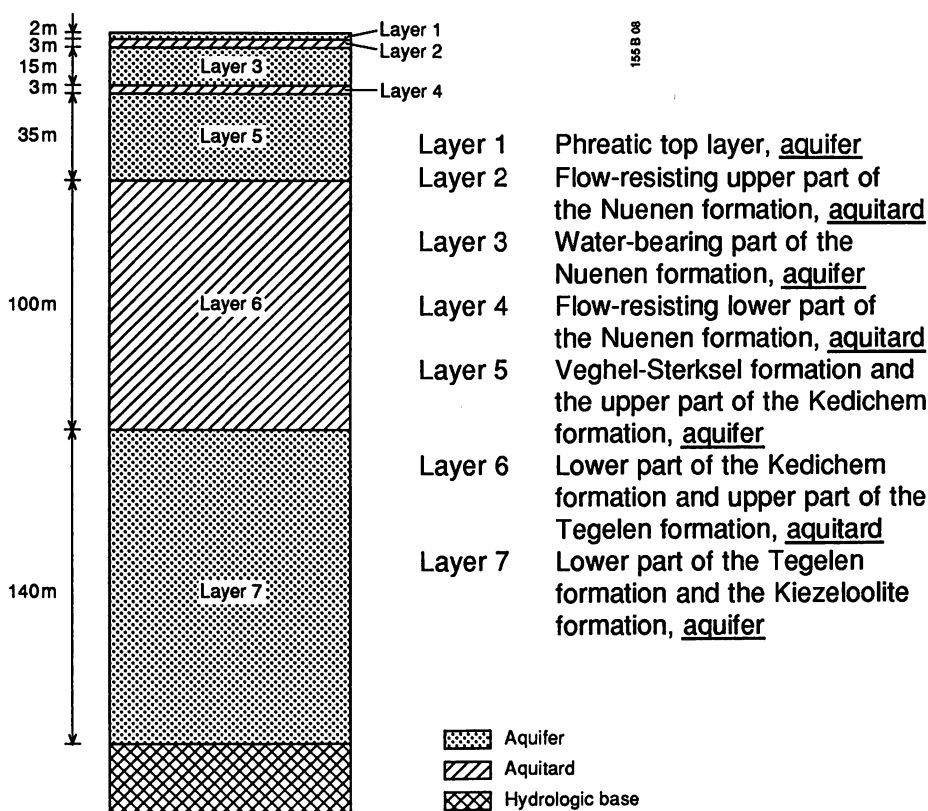 2m
3m
15m
3m
35m
100m
140m
Layer 1
Layer 2
Layer 3
Layer 4
Layer 5
Layer 6
Layer 7
155 B 08
Layer 1 Phreatic top layer, aquifer
Layer 2 Flow-resisting upper part of
the Nuenen formation, aquitard
Layer 3 Water-bearing part of the
Nuenen formation, aquifer
Layer 4 Flow-resisting lower part of
the Nuenen formation, aquitard
Layer 5 Veghel-Sterksel formation and
the upper part of the Kedichem
formation, aquifer
Layer 6 Lower part of the Kedichem
formation and upper part of the
Tegelen formation, aquitard
Layer 7 Lower part of the Tegelen
formation and the Kiezeloolite
formation, aquifer
Aquifer
Aquitard
Hydrologic base